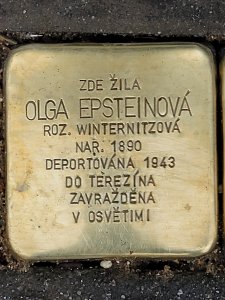 ZDE ŽILA
OLGA EPSTEINOVÁ
ROZ. WINTERNITZOVÁ
NAR. 1890
DEPORTOVÁNA 1943
DO TEREZÍNA
ZAVRAŽDĚNA
V OSVĚTIMI